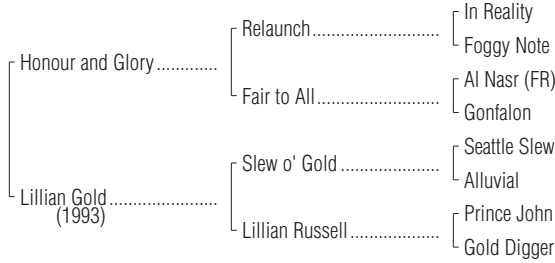 In Reality
Relaunch
Foggy Note
Honour and Glory
Al Nasr (FR)
Fair to All
Gonfalon
Seattle Slew
Slew o' Gold
Alluvial
Lillian Gold
(1993)
Prince John
Lillian Russell
Gold Digger